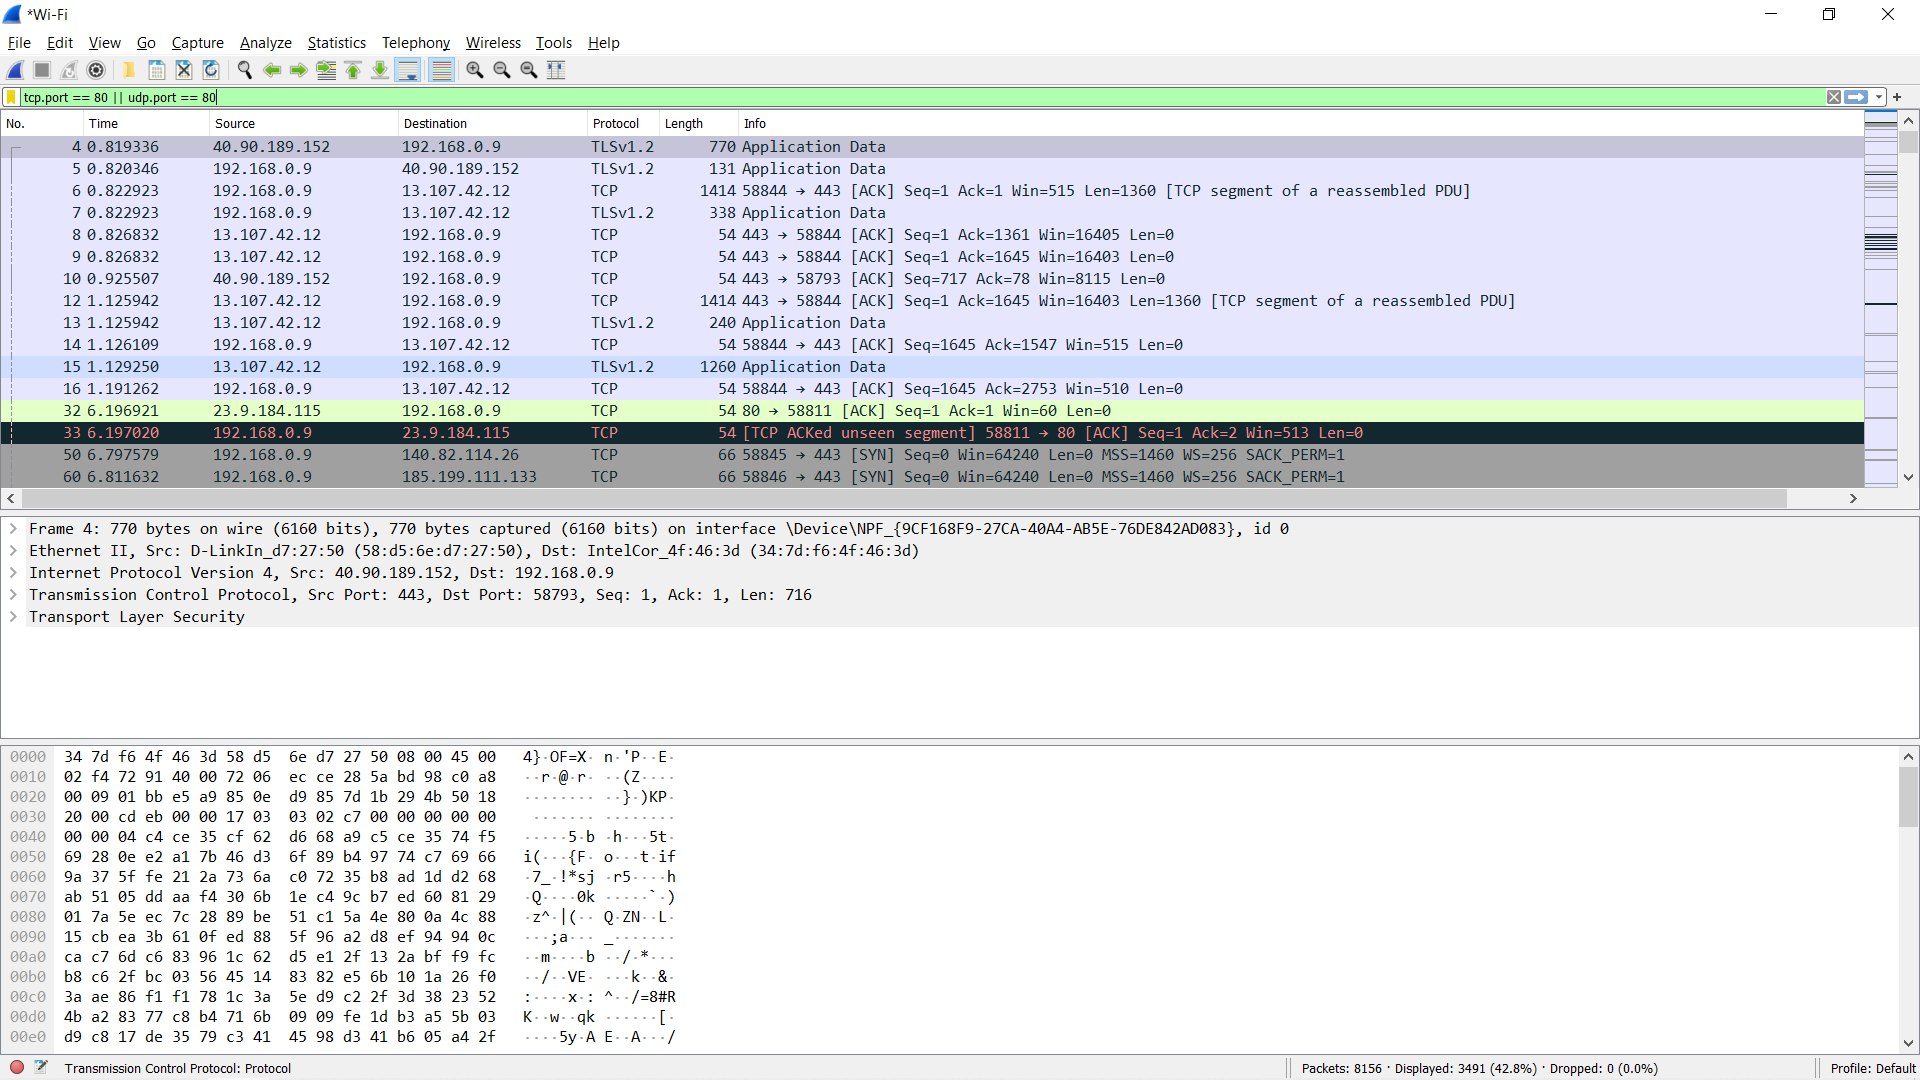 *Wi-Fi
File Edit View Go Capture Analyze Statistics Telephony Wireless Tools Help
tcp.port == 80 || udp.port == 80
No. Time Source Destination Protocol Length Info
4 0.819336 40.90.189.152 192.168.0.9 TLSv1.2 770 Application Data
5 0.820346 192.168.0.9 40.90.189.152 TLSv1.2 131 Application Data
6 0.822923 192.168.0.9 13.107.42.12 TCP 1414 58844 → 443 [ACK] Seq=1 Ack=1 Win=515 Len=1360 [TCP segment of a reassembled PDU]
7 0.822923 192.168.0.9 13.107.42.12 TLSv1.2 338 Application Data
8 0.826832 13.107.42.12 192.168.0.9 TCP 54 443 → 58844 [ACK] Seq=1 Ack=1361 Win=16405 Len=0
9 0.826832 13.107.42.12 192.168.0.9 TCP 54 443 → 58844 [ACK] Seq=1 Ack=1645 Win=16403 Len=0
10 0.925507 40.90.189.152 192.168.0.9 TCP 54 443 → 58793 [ACK] Seq=717 Ack=78 Win=8115 Len=0
12 1.125942 13.107.42.12 192.168.0.9 TCP 1414 443 → 58844 [ACK] Seq=1 Ack=1645 Win=16403 Len=1360 [TCP segment of a reassembled PDU]
13 1.125942 13.107.42.12 192.168.0.9 TLSv1.2 240 Application Data
14 1.126109 192.168.0.9 13.107.42.12 TCP 54 58844 → 443 [ACK] Seq=1645 Ack=1547 Win=515 Len=0
15 1.129250 13.107.42.12 192.168.0.9 TLSv1.2 1260 Application Data
16 1.191262 192.168.0.9 13.107.42.12 TCP 54 58844 → 443 [ACK] Seq=1645 Ack=2753 Win=510 Len=0
32 6.196921 23.9.184.115 192.168.0.9 TCP 54 80 → 58811 [ACK] Seq=1 Ack=1 Win=60 Len=0
33 6.197020 192.168.0.9 23.9.184.115 TCP 54 [TCP ACKed unseen segment] 58811 → 80 [ACK] Seq=1 Ack=2 Win=513 Len=0
50 6.797579 192.168.0.9 140.82.114.26 TCP 66 58845 → 443 [SYN] Seq=0 Win=64240 Len=0 MSS=1460 WS=256 SACK_PERM=1
60 6.811632 192.168.0.9 185.199.111.133 TCP 66 58846 → 443 [SYN] Seq=0 Win=64240 Len=0 MSS=1460 WS=256 SACK_PERM=1
Frame 4: 770 bytes on wire (6160 bits), 770 bytes captured (6160 bits) on interface \Device\NPF_{9CF168F9-27CA-40A4-AB5E-76DE842AD083}, id 0
Ethernet II, Src: D-LinkIn_d7:27:50 (58:d5:6e:d7:27:50), Dst: IntelCor_4f:46:3d (34:7d:f6:4f:46:3d)
Internet Protocol Version 4, Src: 40.90.189.152, Dst: 192.168.0.9
Transmission Control Protocol, Src Port: 443, Dst Port: 58793, Seq: 1, Ack: 1, Len: 716
Transport Layer Security
0000 34 7d f6 4f 46 3d 58 d5 6e d7 27 50 08 00 45 00 4}·OF=X· n·'P··E·
0010 02 f4 72 91 40 00 72 06 ec ce 28 5a bd 98 c0 a8 ··r·@·r· ··(Z····
0020 00 09 01 bb e5 a9 85 0e d9 85 7d 1b 29 4b 50 18 ········ ··}·)KP·
0030 20 00 cd eb 00 00 17 03 03 02 c7 00 00 00 00 00 ······· ········
0040 00 00 04 c4 ce 35 cf 62 d6 68 a9 c5 ce 35 74 f5 ·····5·b ·h···5t·
0050 69 28 0e e2 a1 7b 46 d3 6f 89 b4 97 74 c7 69 66 i(···{F· o···t·if
0060 9a 37 5f fe 21 2a 73 6a c0 72 35 b8 ad 1d d2 68 ·7_·!*sj ·r5····h
0070 ab 51 05 dd aa f4 30 6b 1e c4 9c b7 ed 60 81 29 ·Q····0k ·····`·)
0080 01 7a 5e ec 7c 28 89 be 51 c1 5a 4e 80 0a 4c 88 ·z^·|(·· Q·ZN··L·
0090 15 cb ea 3b 61 0f ed 88 5f 96 a2 d8 ef 94 94 0c ···;a··· _·······
00a0 ca c7 6d c6 83 96 1c 62 d5 e1 2f 13 2a bf f9 fc ··m····b ··/·*···
00b0 b8 c6 2f bc 03 56 45 14 83 82 e5 6b 10 1a 26 f0 ··/··VE· ···k··&·
00c0 3a ae 86 f1 f1 78 1c 3a 5e d9 c2 2f 3d 38 23 52 :····x·: ^··/=8#R
00d0 4b a2 83 77 c8 b4 71 6b 09 09 fe 1d b3 a5 5b 03 K··w··qk ······[·
00e0 d9 c8 17 de 35 79 c3 41 45 98 d3 41 b6 05 a4 2f ····5y·A E··A···/
Transmission Control Protocol: Protocol
Packets: 8156 · Displayed: 3491 (42.8%) · Dropped: 0 (0.0%)
Profile: Default